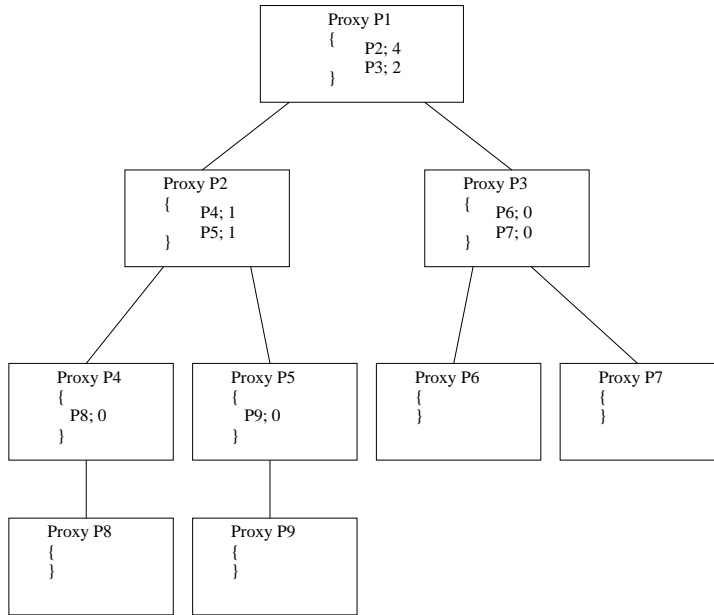 Proxy P1
{
P2; 4
P3; 2
}
Proxy P2
{
P4; 1
P5; 1
}
Proxy P3
{
P6; 0
P7; 0
}
Proxy P4
{
P8; 0
}
Proxy P5
{
P9; 0
}
Proxy P6
{
}
Proxy P7
{
}
Proxy P8
{
}
Proxy P9
{
}